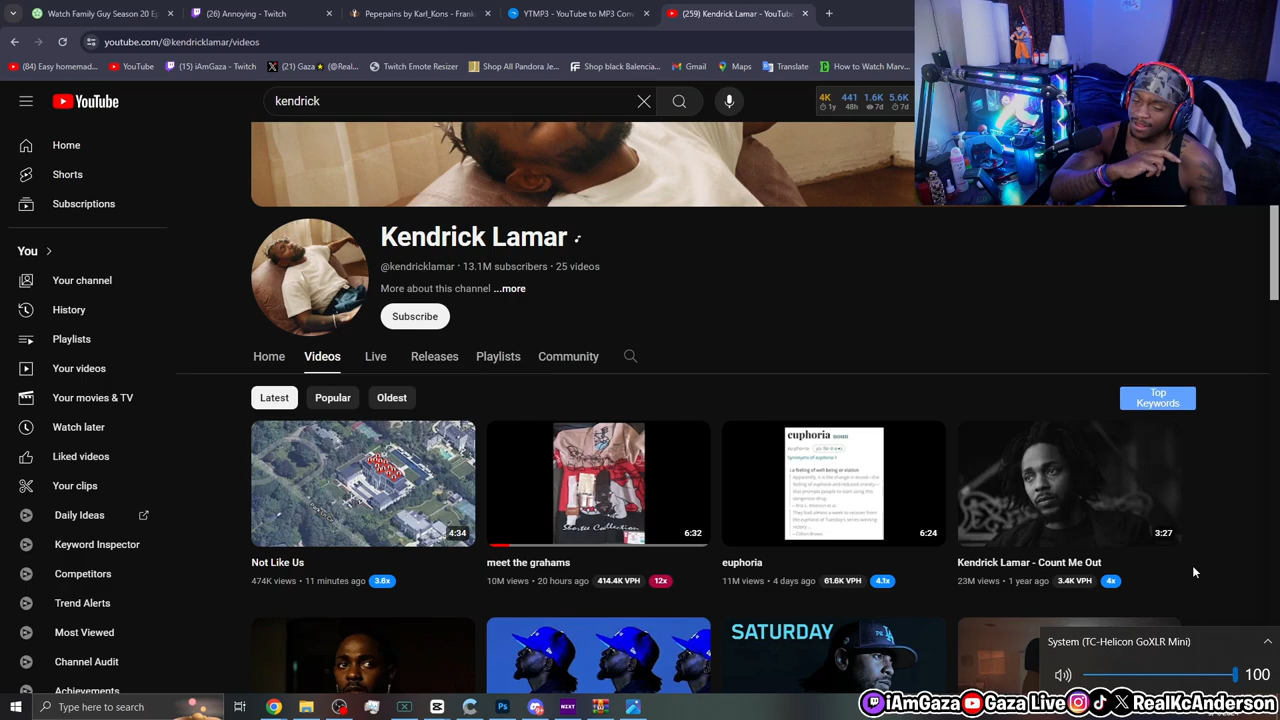 Watch Family Guy Season 20 Ep
(26) Annoying - Twitch
Pepepains by Karl_Kons - Frank
YTMP3 - YouTube to MP3 Conv
(259) Kendrick Lamar - YouTube
youtube.com/@kendricklamar/videos
(84) Easy homemad...
YouTube
(15) iAmGaza - Twitch
(21) Gaza
Twitch Emote Resizer
Shop All Pandora Je...
Shop black Balencia...
Gmail
Maps
Translate
How to Watch Marv...
YouTube
kendrick
4K 441 1.6K 5.6K
1y 48h 7d 7d
Home
Shorts
Subscriptions
You
Your channel
History
Playlists
Your videos
Your movies & TV
Watch later
Liked videos
Your clips
Daily Ideas
Keyword Inspector
Competitors
Trend Alerts
Most Viewed
Channel Audit
Achievements
Kendrick Lamar
@kendricklamar · 13.1M subscribers · 25 videos
More about this channel ...more
Subscribe
Home
Videos
Live
Releases
Playlists
Community
Latest
Popular
Oldest
Top
Keywords
euphoria noun
6:32
6:24
3:27
Not Like Us
474K views · 11 minutes ago 3.6x
meet the grahams
10M views · 20 hours ago 414.4K VPH 12x
euphoria
11M views · 4 days ago 61.6K VPH 4.1x
Kendrick Lamar - Count Me Out
23M views · 1 year ago 3.4K VPH 4x
SATURDAY
System (TC-Helicon GoXLR Mini)
100
Type here to search
iAmGaza
Gaza Live
RealKcAnderson